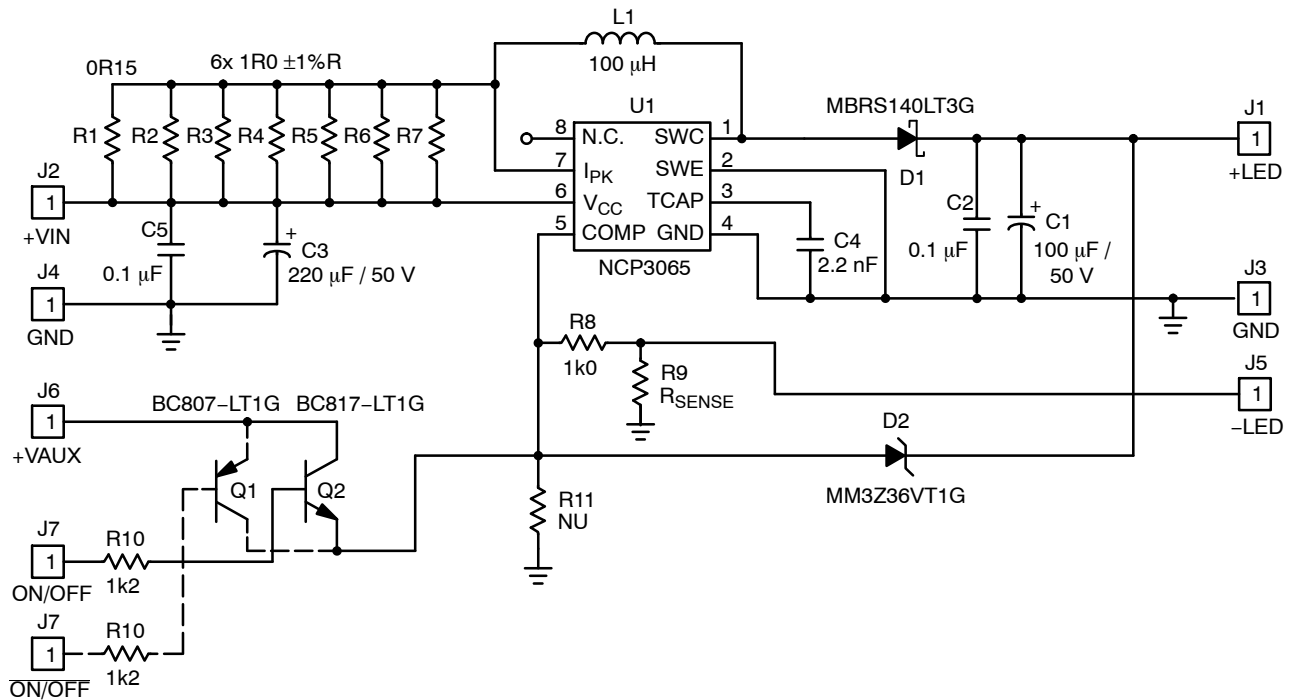 L1
100 μH
0R15
6x 1R0 ±1%R
R1
R2
R3
R4
R5
R6
R7
U1
8
N.C.
SWC
1
7
IPK
SWE
2
6
VCC
TCAP
3
5
COMP
GND
4
NCP3065
MBRS140LT3G
D1
J1
1
+LED
J2
1
+VIN
C5
0.1 μF
+
C3
220 μF / 50 V
C4
2.2 nF
C2
0.1 μF
+
C1
100 μF /
50 V
J4
1
GND
J3
1
GND
R8
1k0
R9
RSENSE
J5
1
−LED
J6
1
+VAUX
BC807−LT1G
BC817−LT1G
Q1
Q2
D2
MM3Z36VT1G
R11
NU
J7
1
ON/OFF
R10
1k2
J7
1
ON/OFF
R10
1k2